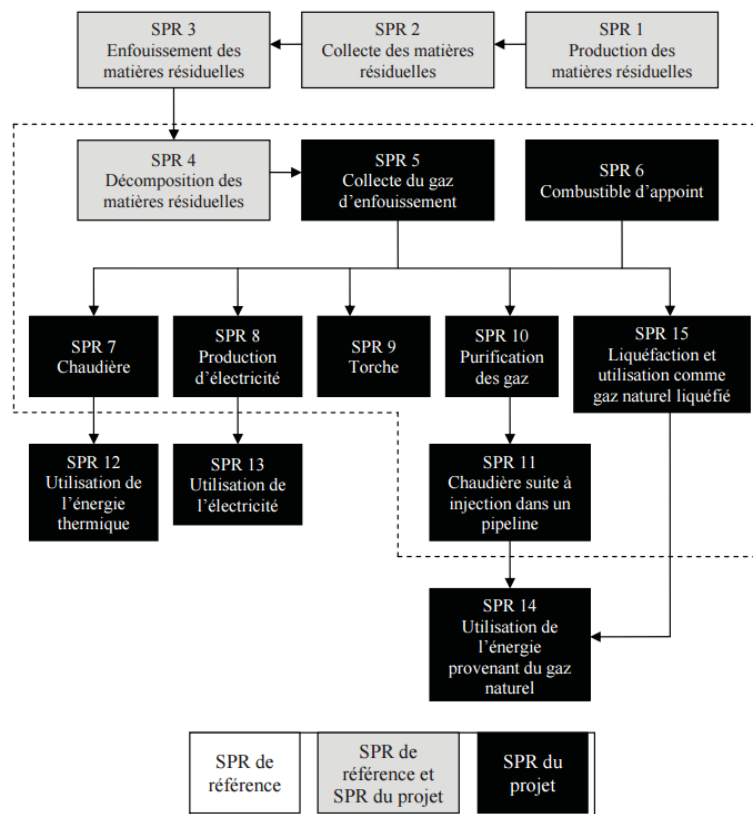 SPR 3
Enfouissement des
matières résiduelles
SPR 2
Collecte des matières
résiduelles
SPR 1
Production des
matières résiduelles
SPR 4
Décomposition des
matières résiduelles
SPR 5
Collecte du gaz
d’enfouissement
SPR 6
Combustible d’appoint
SPR 7
Chaudière
SPR 8
Production
d’électricité
SPR 9
Torche
SPR 10
Purification
des gaz
SPR 15
Liquéfaction et
utilisation comme
gaz naturel liquéfié
SPR 12
Utilisation de
l’énergie
thermique
SPR 13
Utilisation de
l’électricité
SPR 11
Chaudière suite à
injection dans un
pipeline
SPR 14
Utilisation de
l’énergie
provenant du gaz
naturel
SPR de
référence
SPR de
référence et
SPR du projet
SPR du
projet